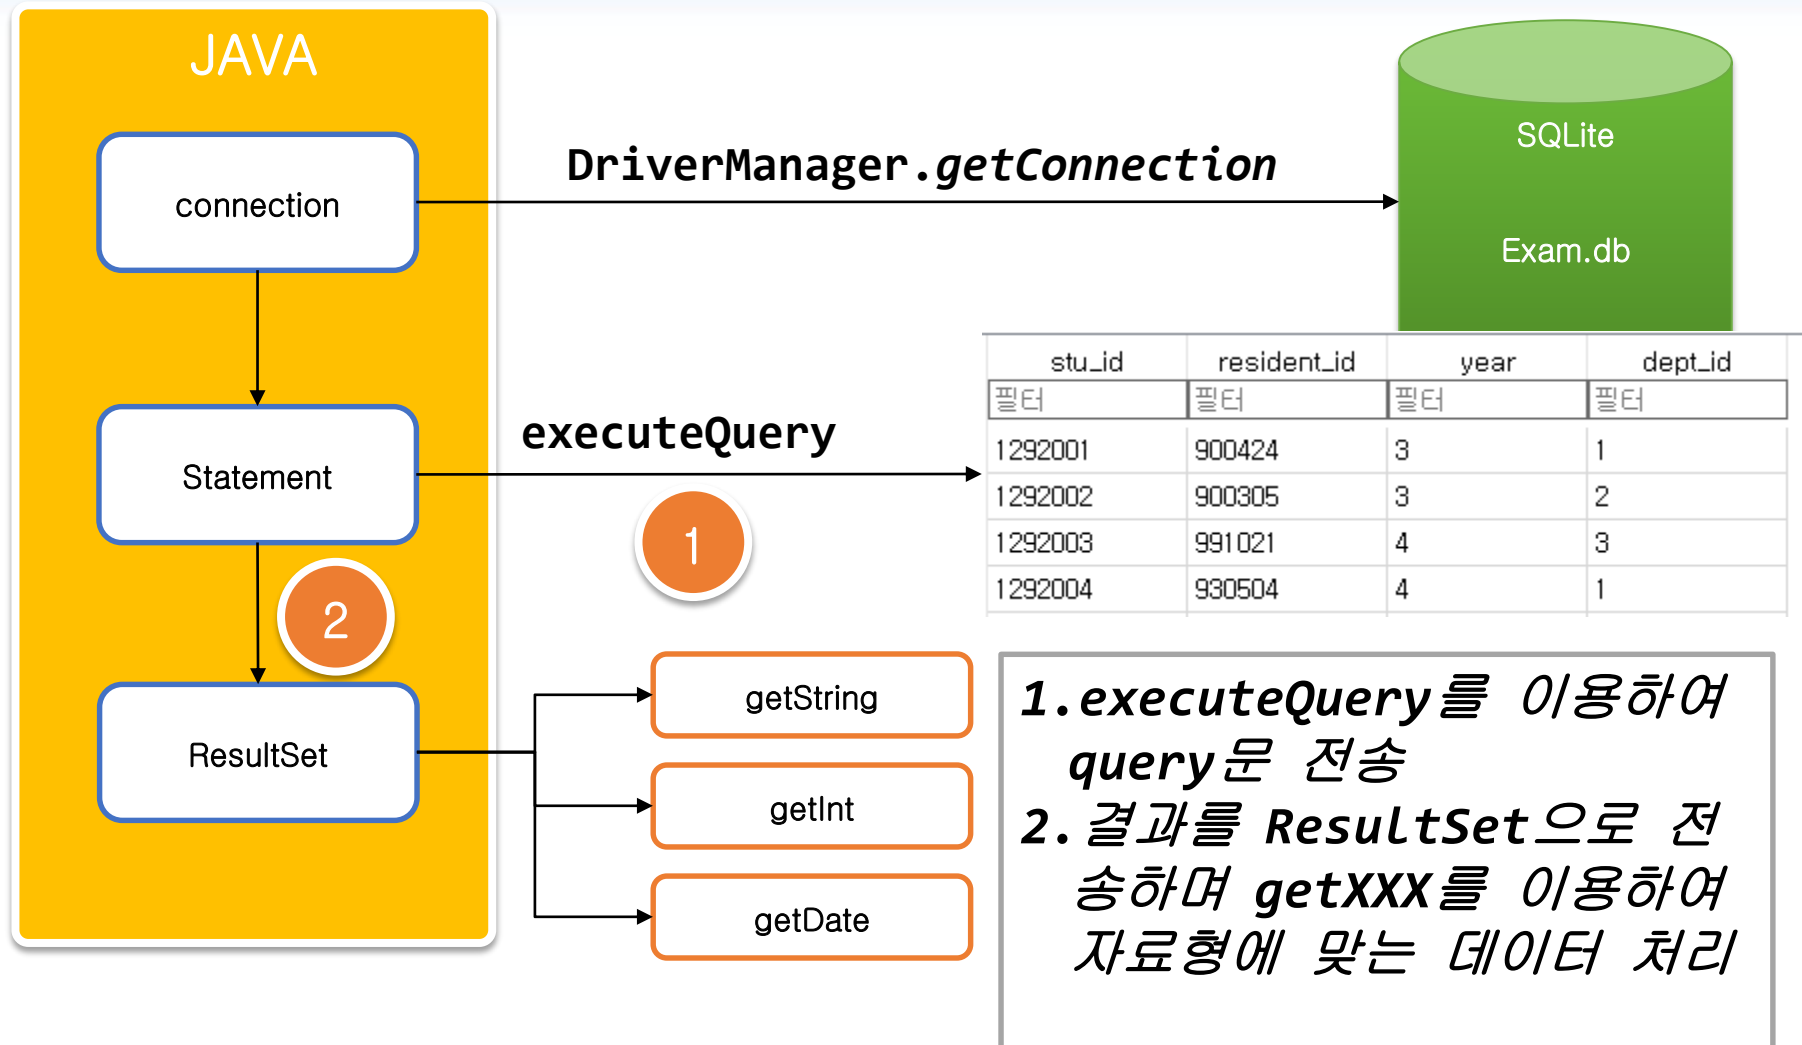 JAVA
connection
DriverManager.getConnection
SQLite
Exam.db
Statement
executeQuery
1
2
stu_id resident_id year dept_id
필터 필터 필터 필터
1292001 900424 3 1
1292002 900305 3 2
1292003 991021 4 3
1292004 930504 4 1
ResultSet
getString
getInt
getDate
1.executeQuery를 이용하여
query문 전송
2.결과를 ResultSet으로 전
송하며 getXXX를 이용하여
자료형에 맞는 데이터 처리